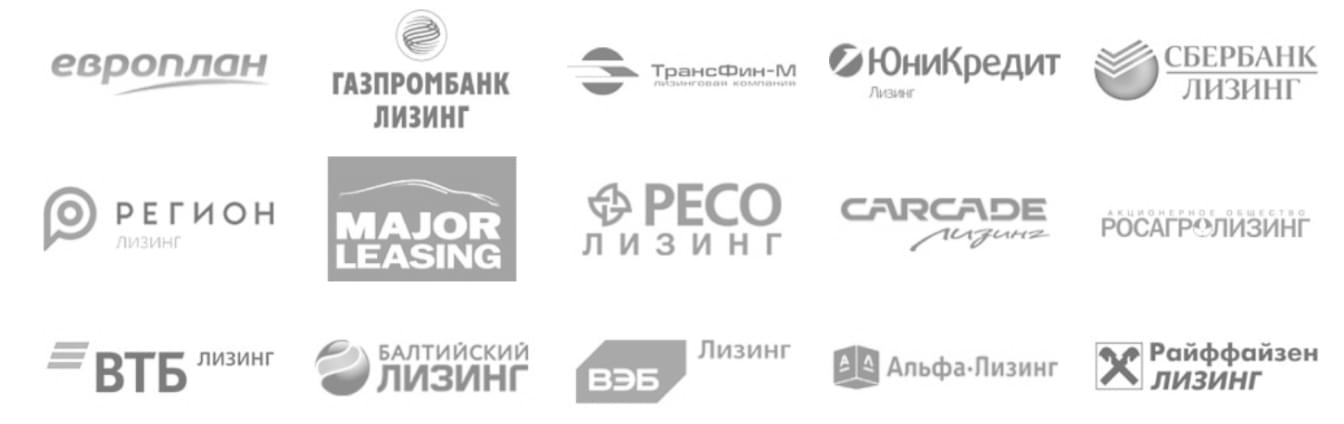 европлан
ГАЗПРОМБАНК
ЛИЗИНГ
ТрансФин-М
лизинговая компания
ЮниКредит
Лизинг
СБЕРБАНК
ЛИЗИНГ
РЕГИОН
ЛИЗИНГ
MAJOR
LEASING
РЕСО
ЛИЗИНГ
CARCADE
лизинг
АКЦИОНЕРНОЕ ОБЩЕСТВО
РОСАГРОЛИЗИНГ
ВТБ ЛИЗИНГ
БАЛТИЙСКИЙ
ЛИЗИНГ
ВЭБ Лизинг
А Л Альфа·Лизинг
Райффайзен
ЛИЗИНГ